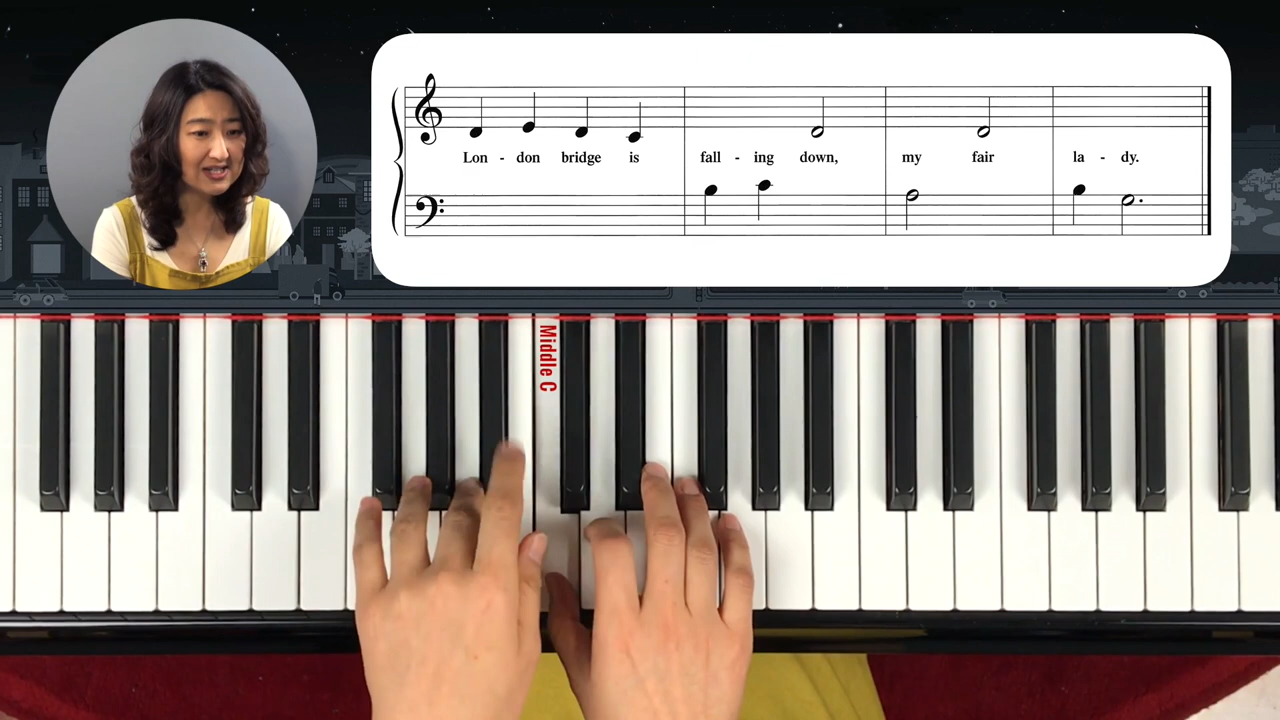 Lon - don bridge is fall - ing down, my fair la - dy.
Middle C